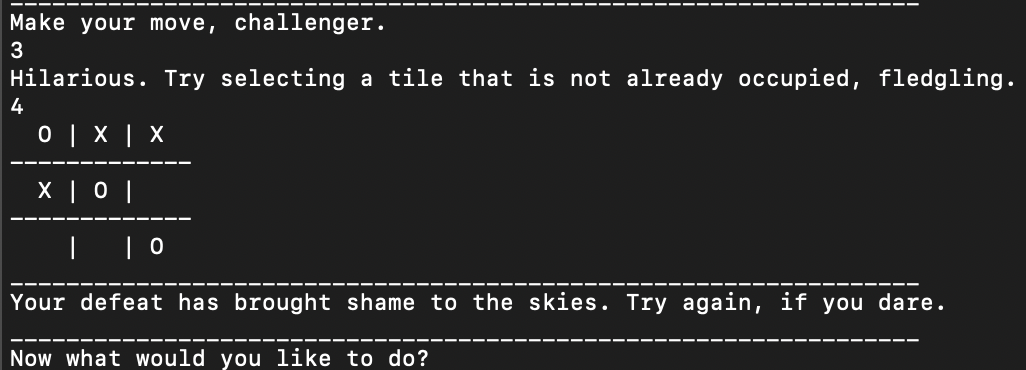 Make your move, challenger.
3
Hilarious. Try selecting a tile that is not already occupied, fledgling.
4
O | X | X
-------------
X | O |
-------------
| | O
Your defeat has brought shame to the skies. Try again, if you dare.
Now what would you like to do?